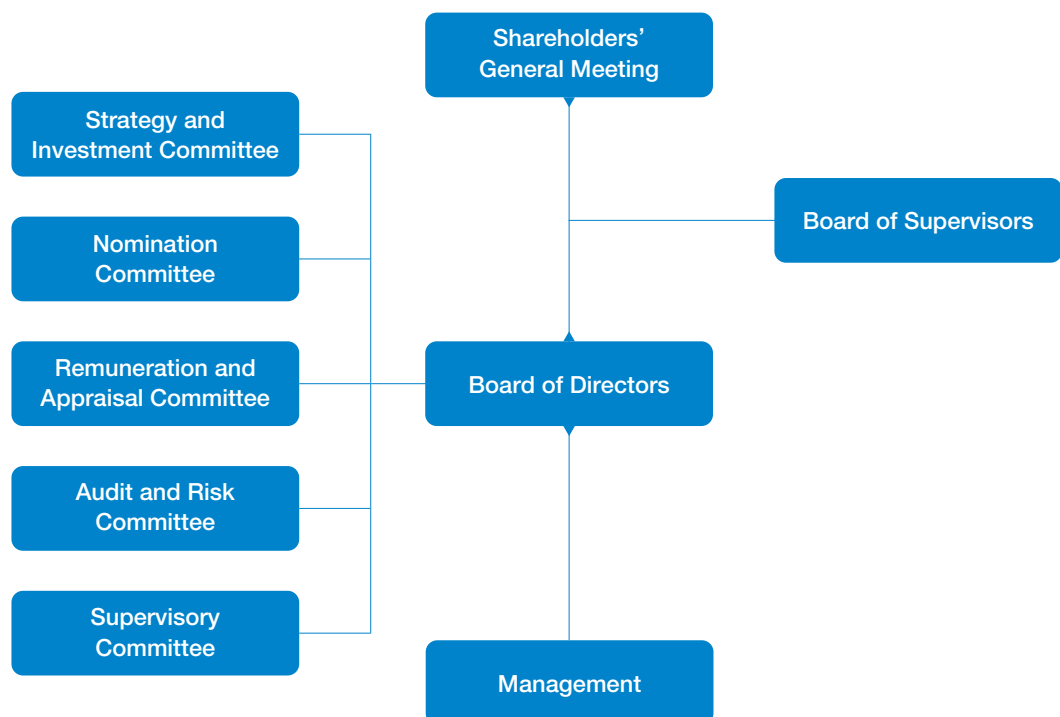 Shareholders’
General Meeting
Strategy and
Investment Committee
Board of Supervisors
Nomination
Committee
Remuneration and
Appraisal Committee
Board of Directors
Audit and Risk
Committee
Supervisory
Committee
Management